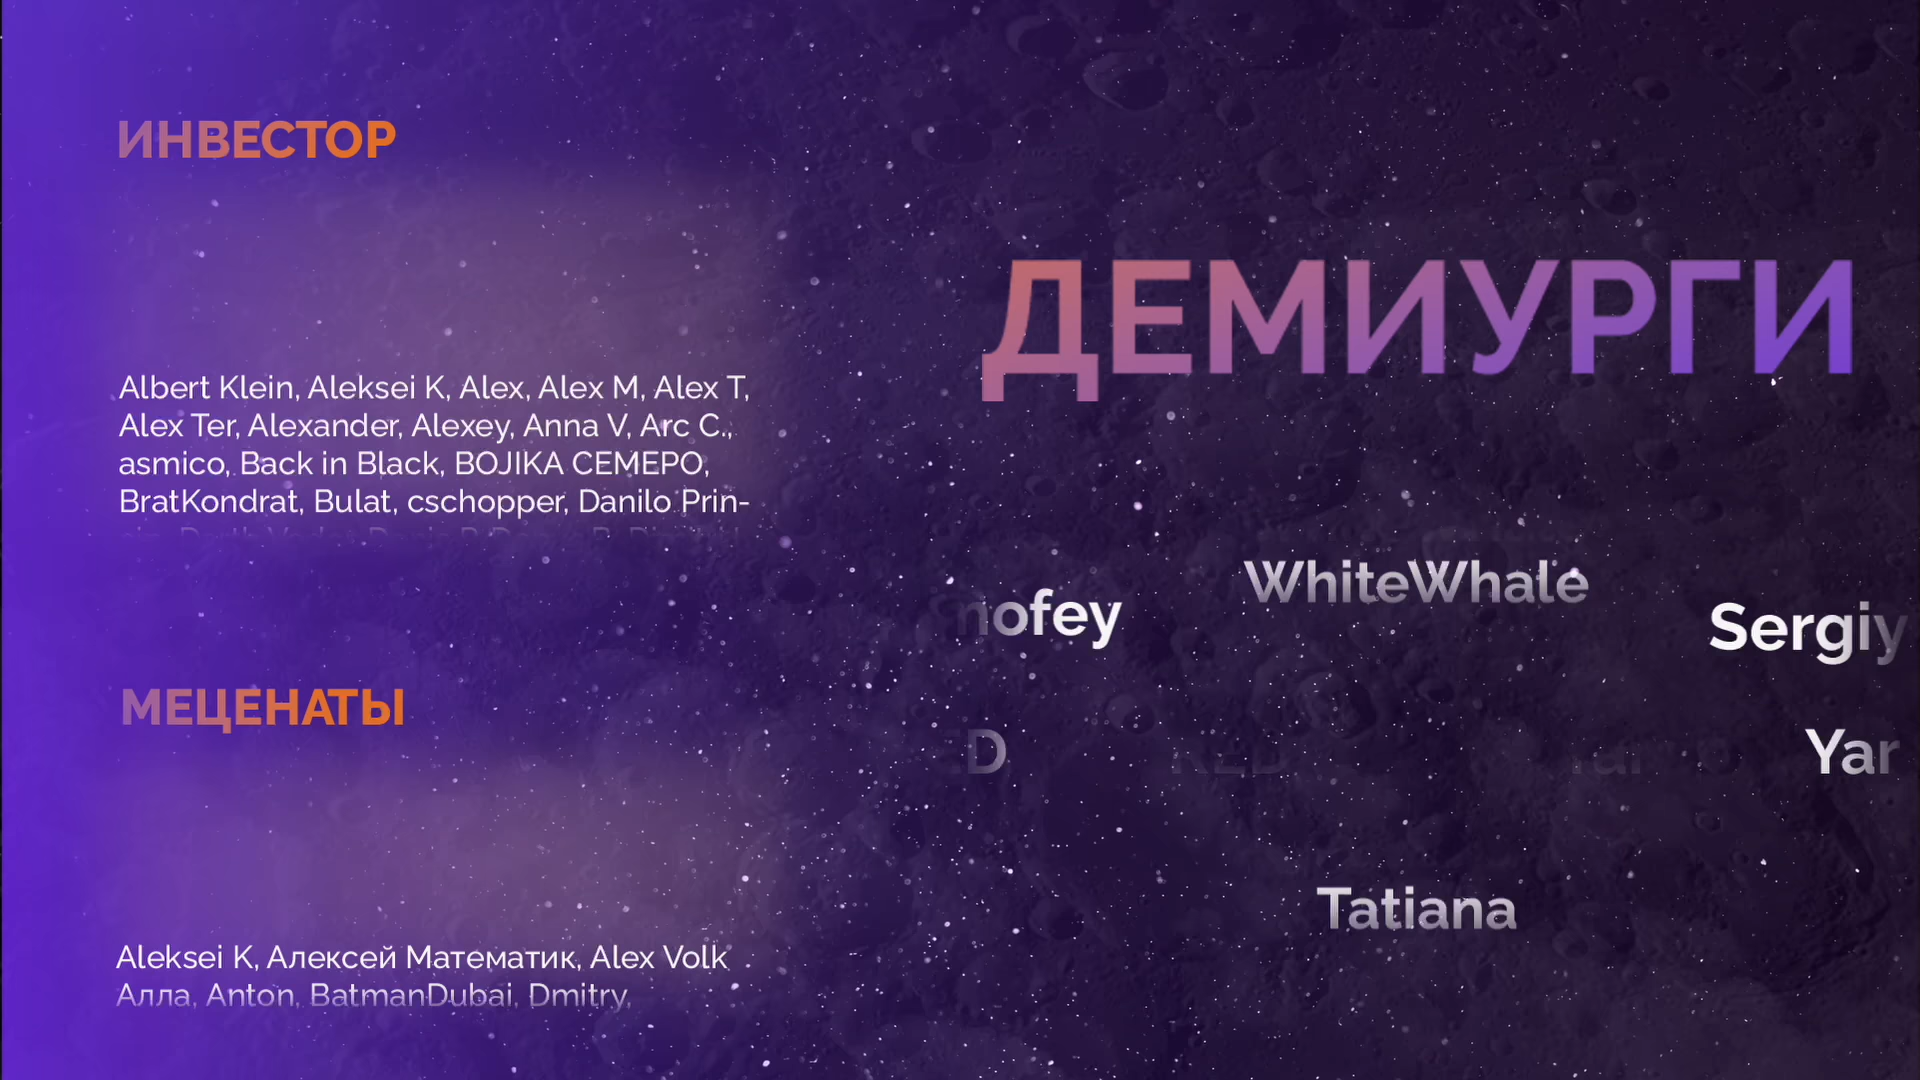 ИНВЕСТОР
Albert Klein, Aleksei K, Alex, Alex M, Alex T,
Alex Ter, Alexander, Alexey, Anna V, Arc C.,
asmico, Back in Black, BOJIKA CEMEPO,
BratKondrat, Bulat, cschopper, Danilo Prin-
МЕЦЕНАТЫ
Aleksei K, Алексей Математик, Alex Volk
Алла, Anton, BatmanDubai, Dmitry,
ДЕМИУРГИ
WhiteWhale
nofey
Sergiy
Yar
Tatiana